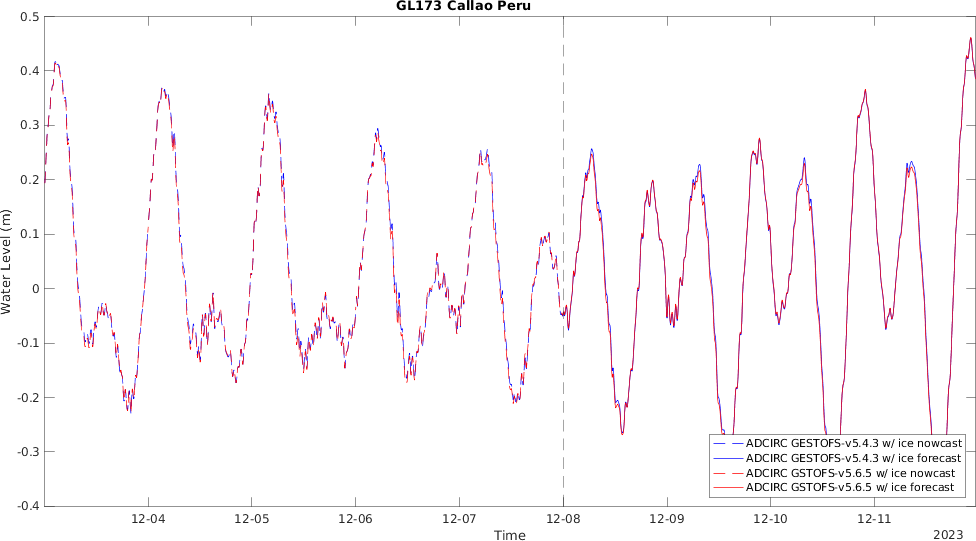 GL173 Callao Peru
0.5
0.4
0.3
0.2
0.1
0
-0.1
-0.2
-0.3
-0.4
Water Level (m)
ADCIRC GESTOFS-v5.4.3 w/ ice nowcast
ADCIRC GESTOFS-v5.4.3 w/ ice forecast
ADCIRC GSTOFS-v5.6.5 w/ ice nowcast
ADCIRC GSTOFS-v5.6.5 w/ ice forecast
12-04 12-05 12-06 12-07 12-08 12-09 12-10 12-11
Time
2023